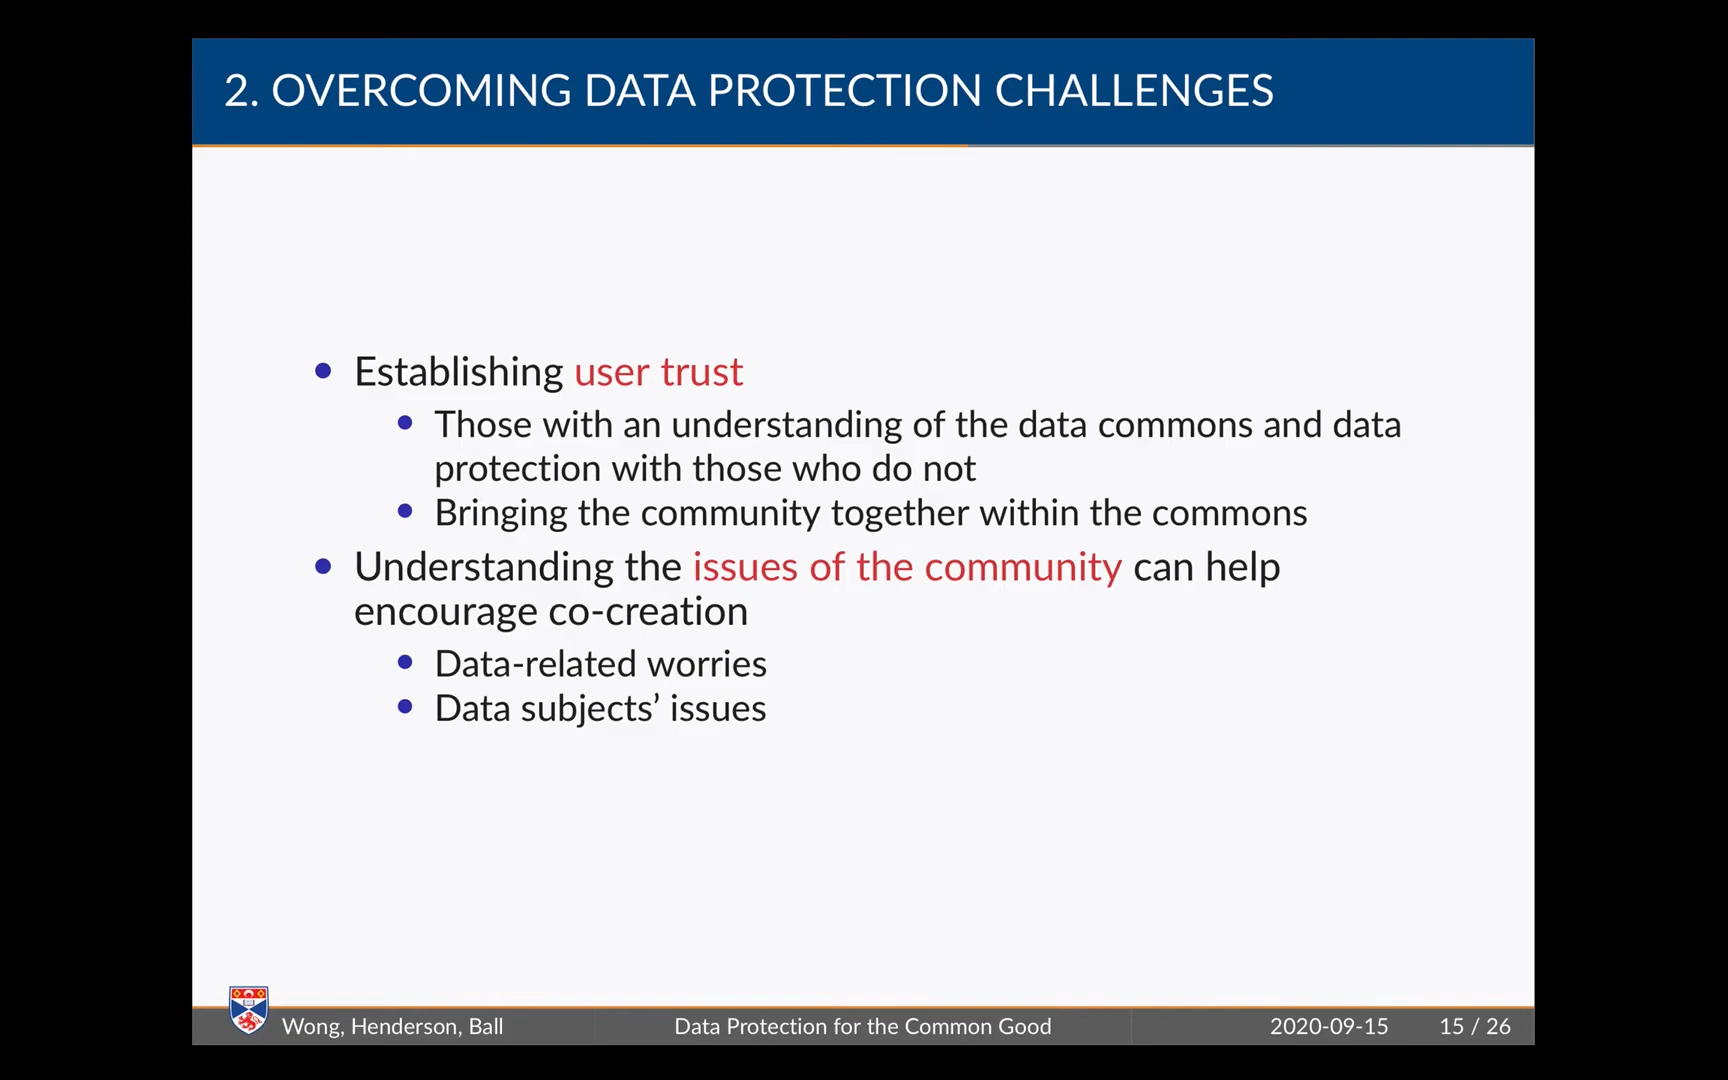 2. OVERCOMING DATA PROTECTION CHALLENGES
• Establishing user trust
• Those with an understanding of the data commons and data
protection with those who do not
• Bringing the community together within the commons
• Understanding the issues of the community can help
encourage co-creation
• Data-related worries
• Data subjects’ issues
Wong, Henderson, Ball Data Protection for the Common Good 2020-09-15 15 / 26